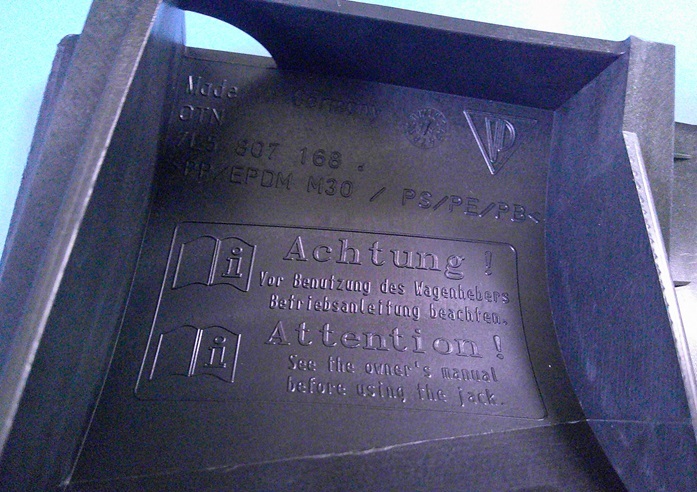 Made in Germany
OTN
7L5 807 168 .
>PP/EPDM M30 / PS/PE/PB<
Achtung !
Vor Benutzung des Wagenhebers
Betriebsanleitung beachten.
Attention !
See the owner's manual
before using the jack.